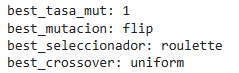 best_tasa_mut: 1
best_mutacion: flip
best_seleccionador: roulette
best_crossover: uniform